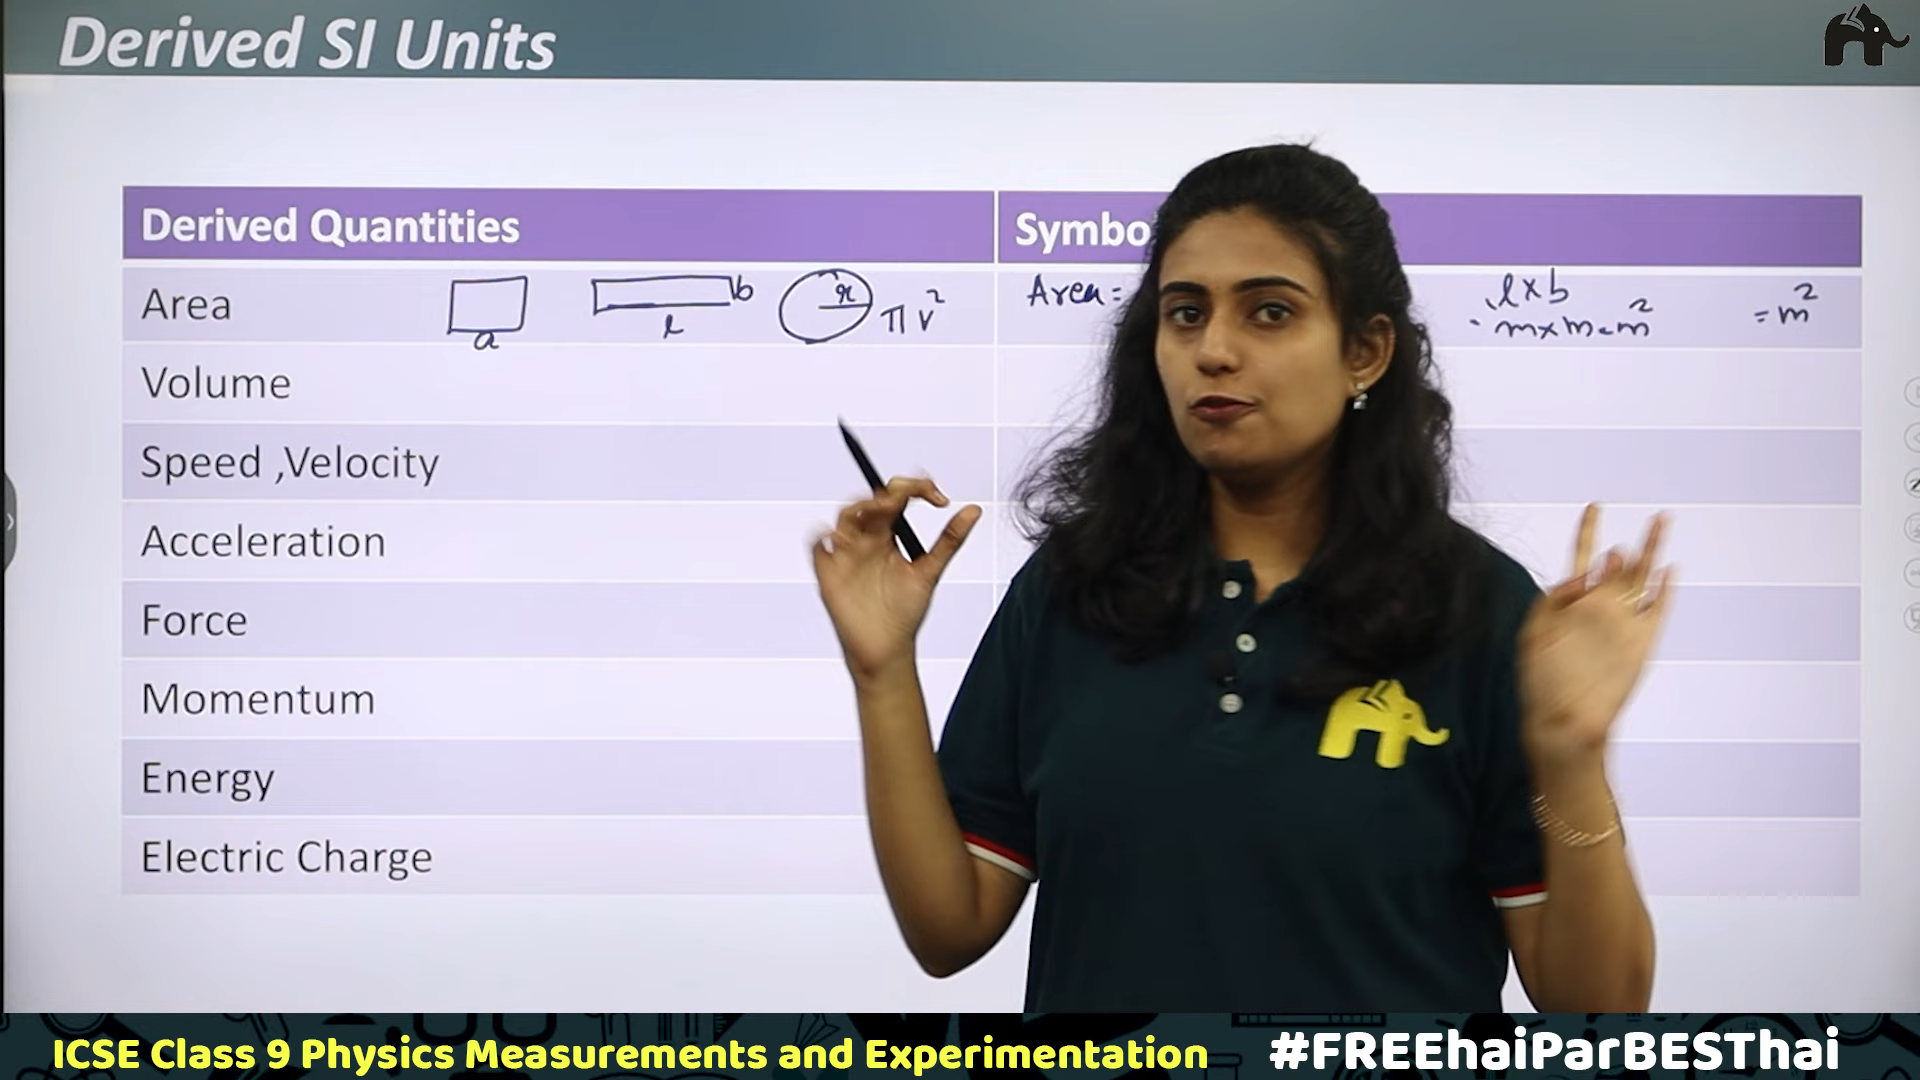 Derived SI Units
Derived Quantities
Symbo
Area
a
b
l
r
π r²
Area =
l×b
= m×m = m²
= m²
Volume
Speed ,Velocity
Acceleration
Force
Momentum
Energy
Electric Charge
ICSE Class 9 Physics Measurements and Experimentation
#FREEhaiParBESThai